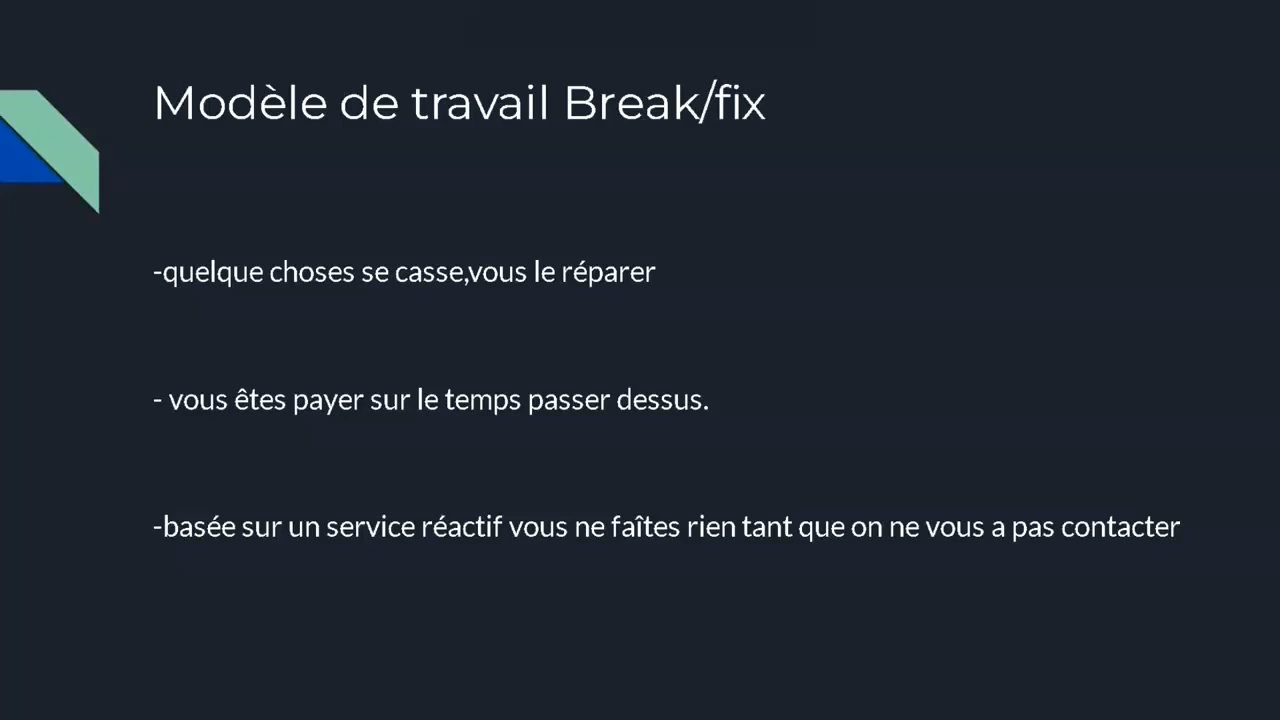 Modèle de travail Break/fix
-quelque choses se casse,vous le réparer
- vous êtes payer sur le temps passer dessus.
-basée sur un service réactif vous ne faîtes rien tant que on ne vous a pas contacter